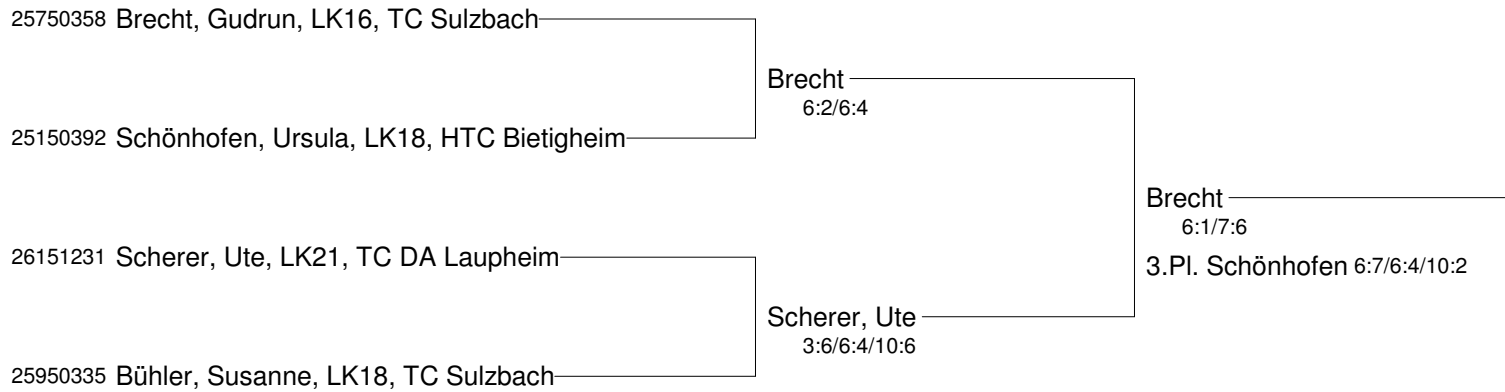 25750358 Brecht, Gudrun, LK16, TC Sulzbach
Brecht
6:2/6:4
25150392 Schönhofen, Ursula, LK18, HTC Bietigheim
Brecht
6:1/7:6
26151231 Scherer, Ute, LK21, TC DA Laupheim
3.Pl. Schönhofen 6:7/6:4/10:2
Scherer, Ute
3:6/6:4/10:6
25950335 Bühler, Susanne, LK18, TC Sulzbach